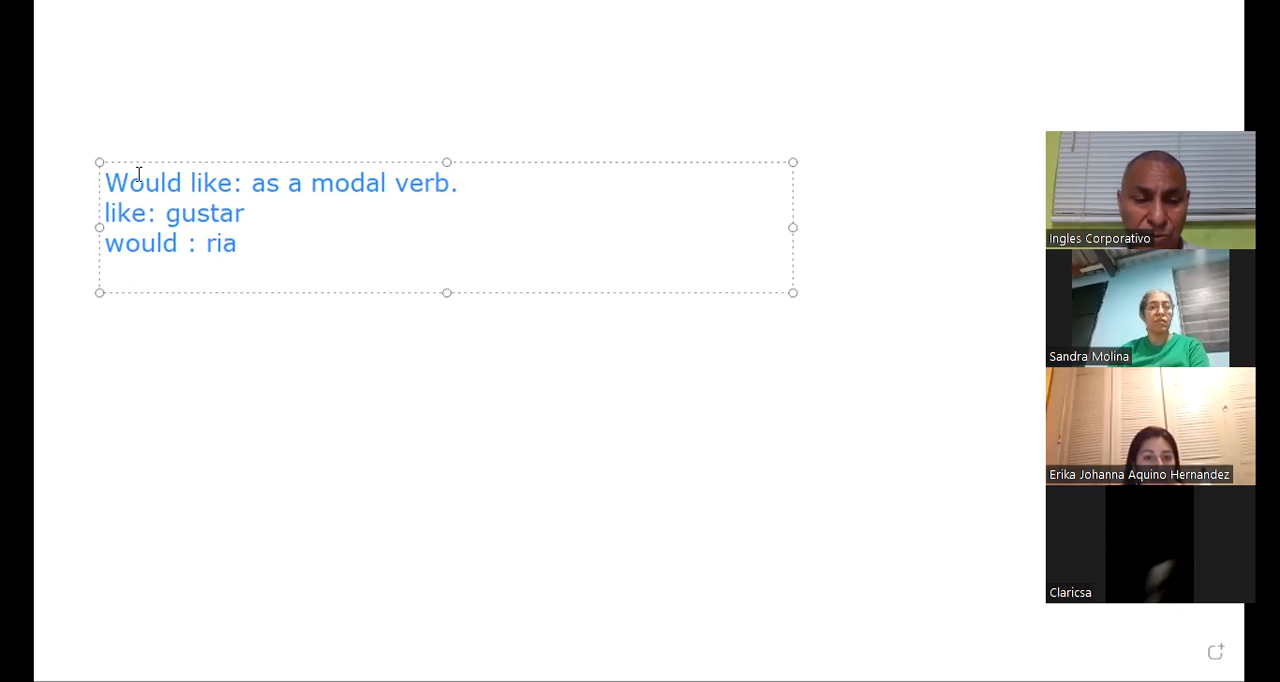 Would like: as a modal verb.
like: gustar
would : ria
Ingles Corporativo
Sandra Molina
Erika Johanna Aquino Hernandez
Claricsa